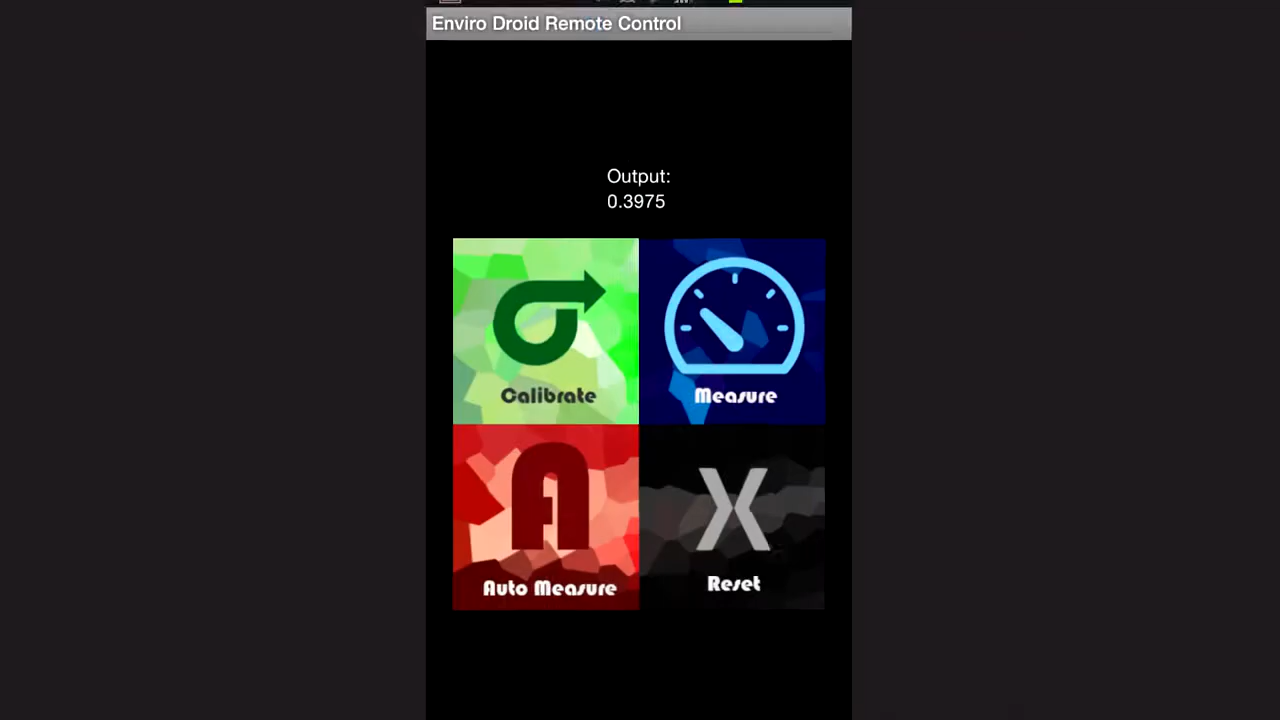 Enviro Droid Remote Control
Output:
0.3975
Calibrate
Measure
A
Auto Measure
X
Reset